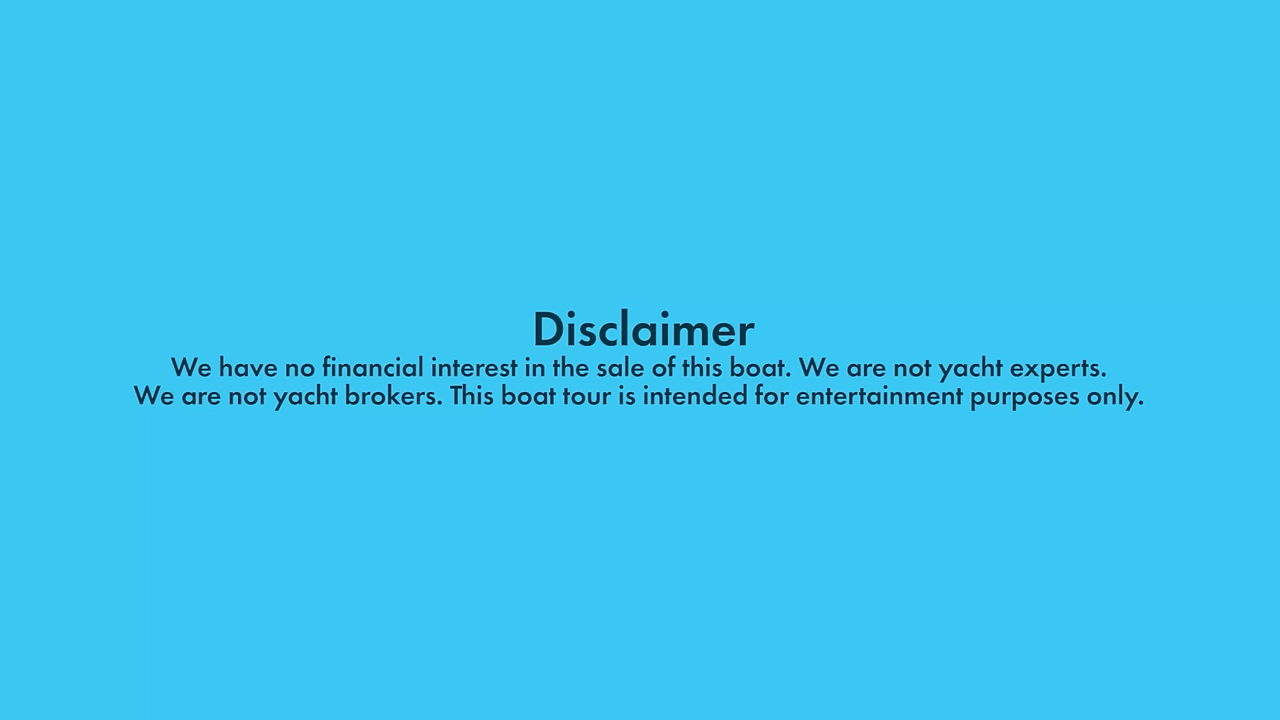 Disclaimer
We have no financial interest in the sale of this boat. We are not yacht experts.
We are not yacht brokers. This boat tour is intended for entertainment purposes only.